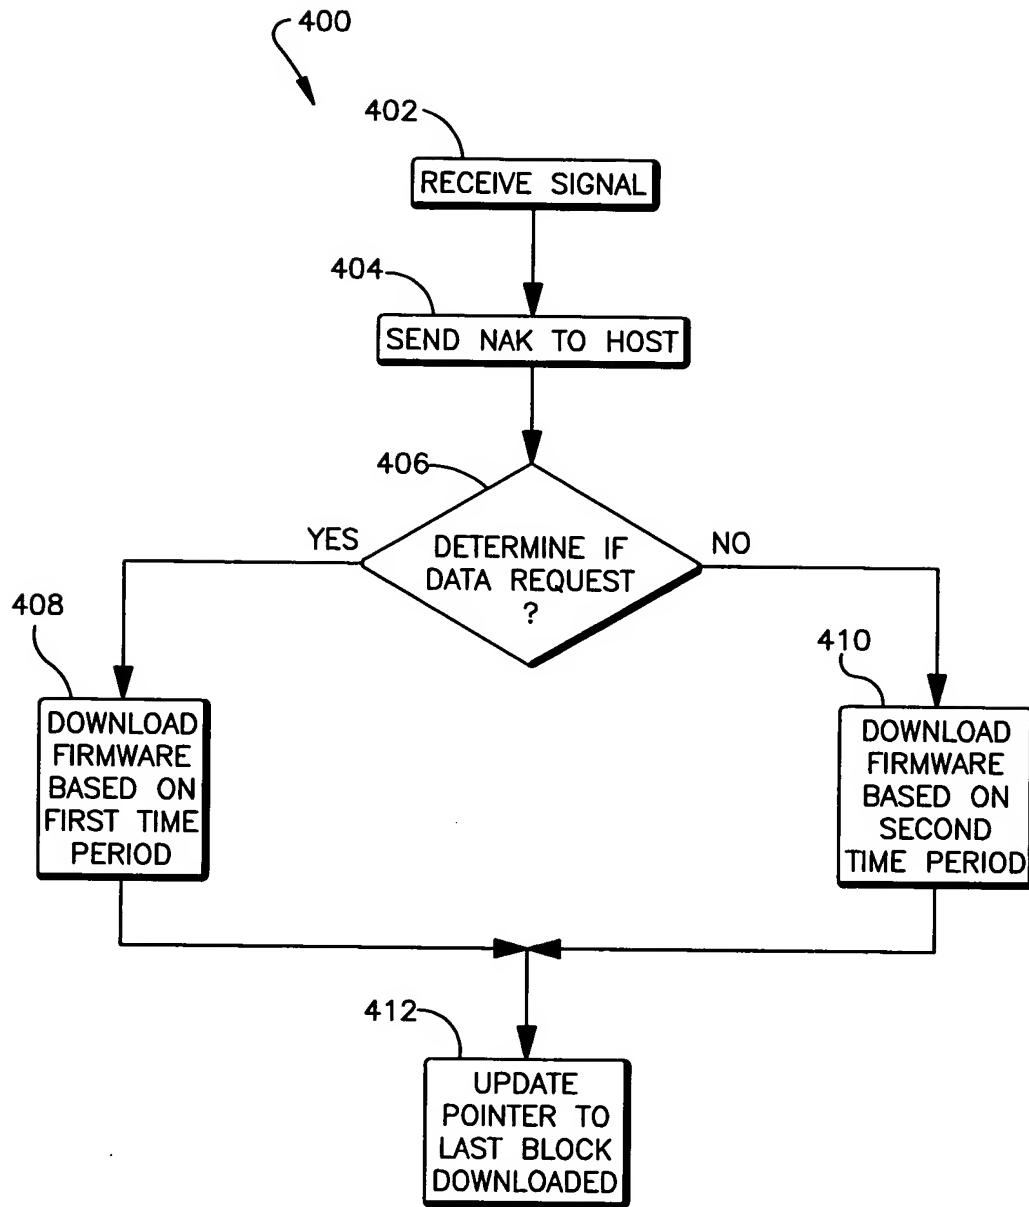 400
402
RECEIVE SIGNAL
404
SEND NAK TO HOST
406
YES
DETERMINE IF
DATA REQUEST
?
NO
408
DOWNLOAD
FIRMWARE
BASED ON
FIRST TIME
PERIOD
410
DOWNLOAD
FIRMWARE
BASED ON
SECOND
TIME PERIOD
412
UPDATE
POINTER TO
LAST BLOCK
DOWNLOADED